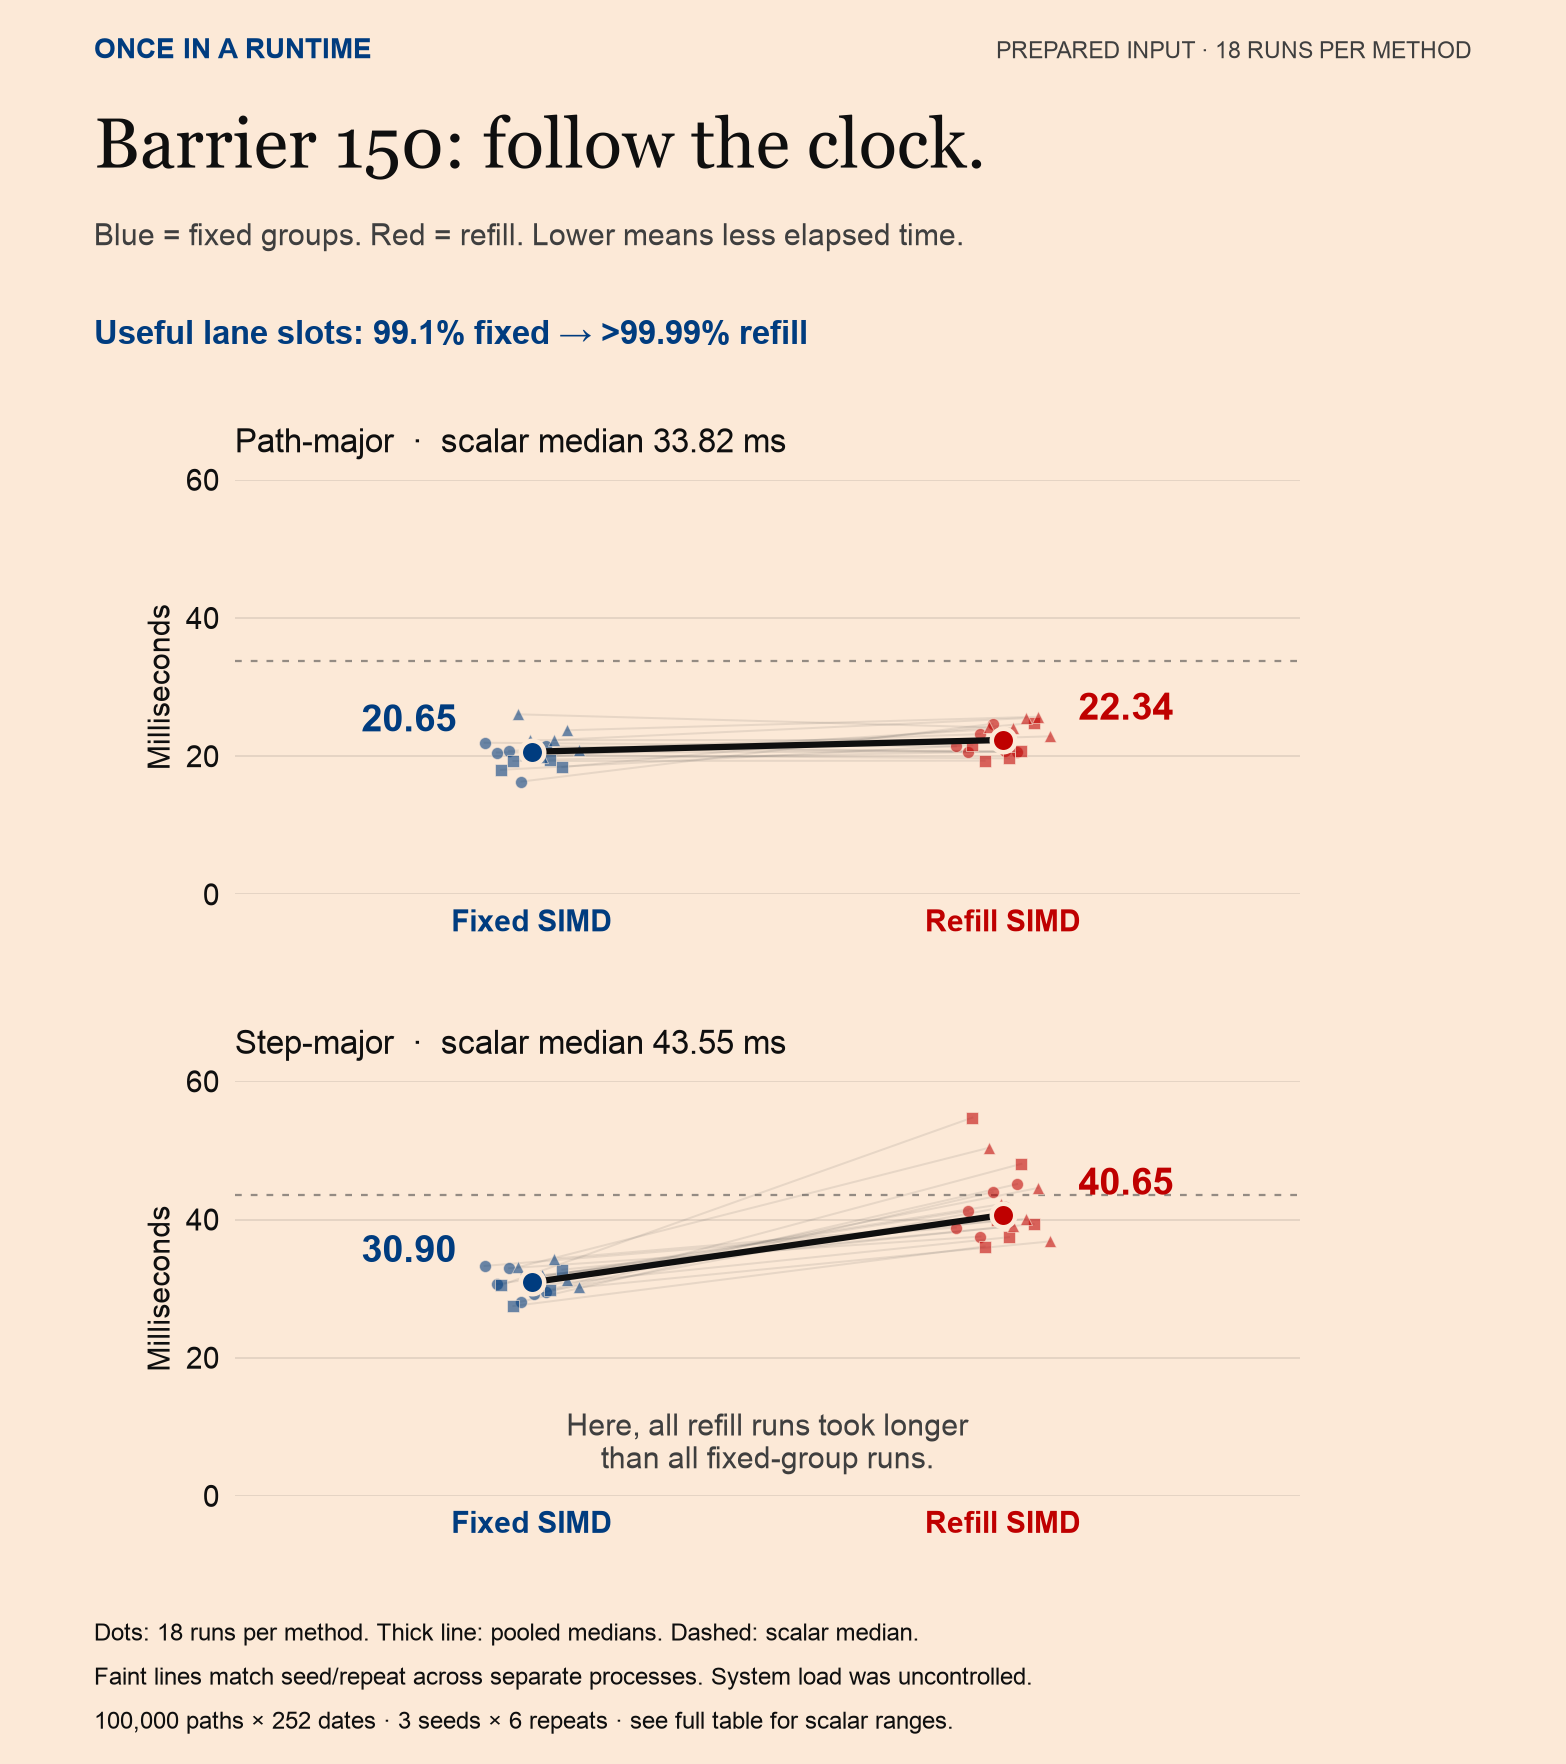 ONCE IN A RUNTIME
PREPARED INPUT · 18 RUNS PER METHOD
Barrier 150: follow the clock.
Blue = fixed groups. Red = refill. Lower means less elapsed time.
Useful lane slots: 99.1% fixed → >99.99% refill
Path-major · scalar median 33.82 ms
60
40
20
0
Milliseconds
20.65
22.34
Fixed SIMD
Refill SIMD
Step-major · scalar median 43.55 ms
60
40
20
0
Milliseconds
30.90
40.65
Here, all refill runs took longer
than all fixed-group runs.
Fixed SIMD
Refill SIMD
Dots: 18 runs per method. Thick line: pooled medians. Dashed: scalar median.
Faint lines match seed/repeat across separate processes. System load was uncontrolled.
100,000 paths × 252 dates · 3 seeds × 6 repeats · see full table for scalar ranges.